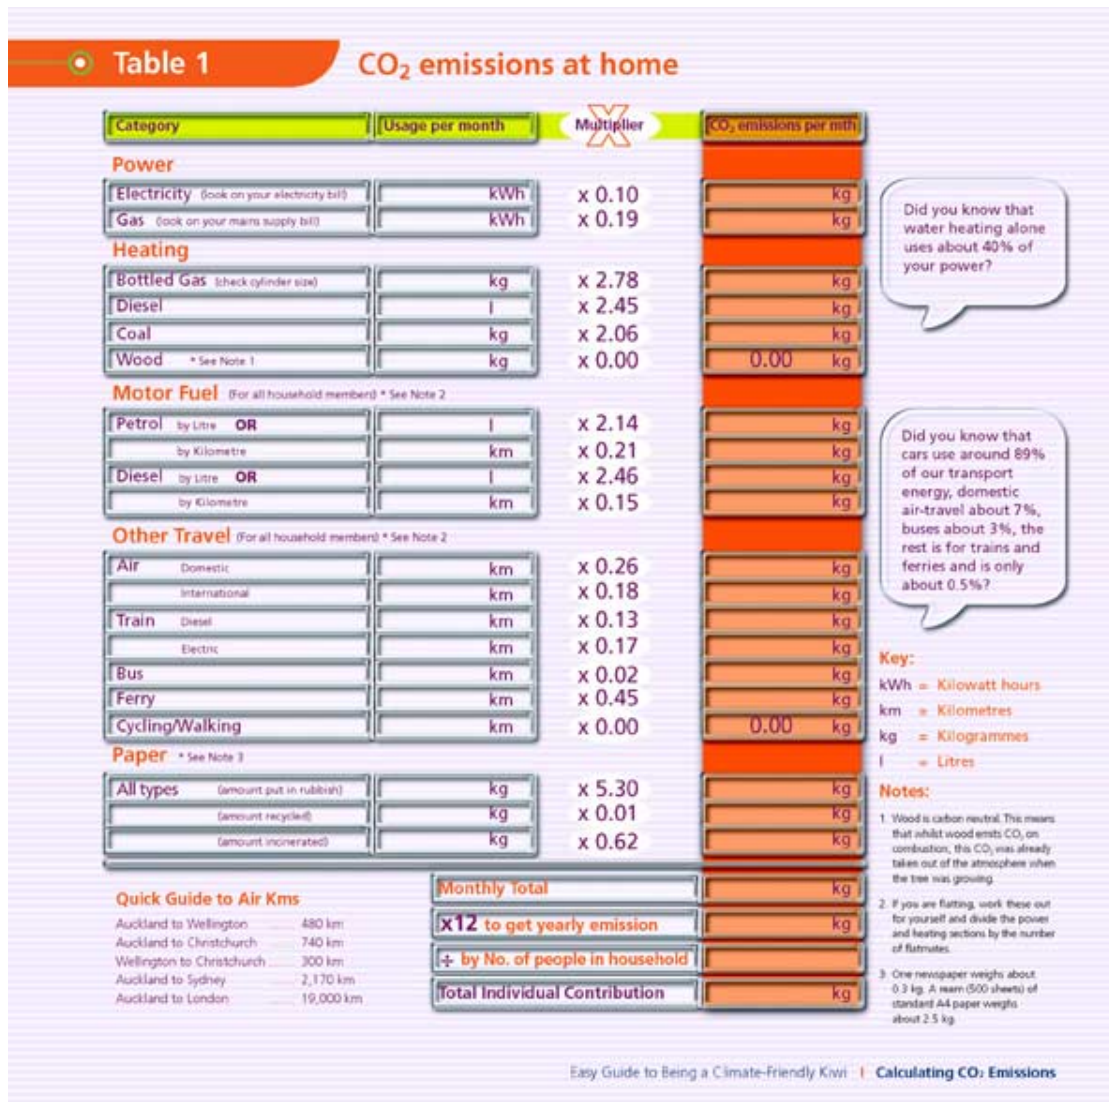 Table 1
CO₂ emissions at home
Category Usage per month Multiplier CO₂ emissions per mth
Power
Electricity (look on your electricity bill) kWh x 0.10 kg
Gas (look on your mains supply bill) kWh x 0.19 kg
Heating
Bottled Gas (check cylinder size) kg x 2.78 kg
Diesel l x 2.45 kg
Coal kg x 2.06 kg
Wood * See Note 1 kg x 0.00 0.00 kg
Motor Fuel (For all household members) * See Note 2
Petrol by Litre OR l x 2.14 kg
by Kilometre km x 0.21 kg
Diesel by Litre OR l x 2.46 kg
by Kilometre km x 0.15 kg
Other Travel (For all household members) * See Note 2
Air Domestic km x 0.26 kg
International km x 0.18 kg
Train Diesel km x 0.13 kg
Electric km x 0.17 kg
Bus km x 0.02 kg
Ferry km x 0.45 kg
Cycling/Walking km x 0.00 0.00 kg
Paper * See Note 3
All types (amount put in rubbish) kg x 5.30 kg
(amount recycled) kg x 0.01 kg
(amount incinerated) kg x 0.62 kg
Monthly Total kg
x12 to get yearly emission kg
÷ by No. of people in household
Total Individual Contribution kg
Quick Guide to Air Kms
Auckland to Wellington 480 km
Auckland to Christchurch 740 km
Wellington to Christchurch 300 km
Auckland to Sydney 2,170 km
Auckland to London 19,000 km
Did you know that
water heating alone
uses about 40% of
your power?
Did you know that
cars use around 89%
of our transport
energy, domestic
air-travel about 7%,
buses about 3%, the
rest is for trains and
ferries and is only
about 0.5%?
Key:
kWh = Kilowatt hours
km = Kilometres
kg = Kilogrammes
l = Litres
Notes:
1. Wood is carbon neutral. This means
that whilst wood emits CO₂ on
combustion, this CO₂ was already
taken out of the atmosphere when
the tree was growing.
2. If you are flatting, work these out
for yourself and divide the power
and heating sections by the number
of flatmates.
3. One newspaper weighs about
0.3 kg. A ream (500 sheets) of
standard A4 paper weighs
about 2.5 kg.
Easy Guide to Being a Climate-Friendly Kiwi | Calculating CO₂ Emissions